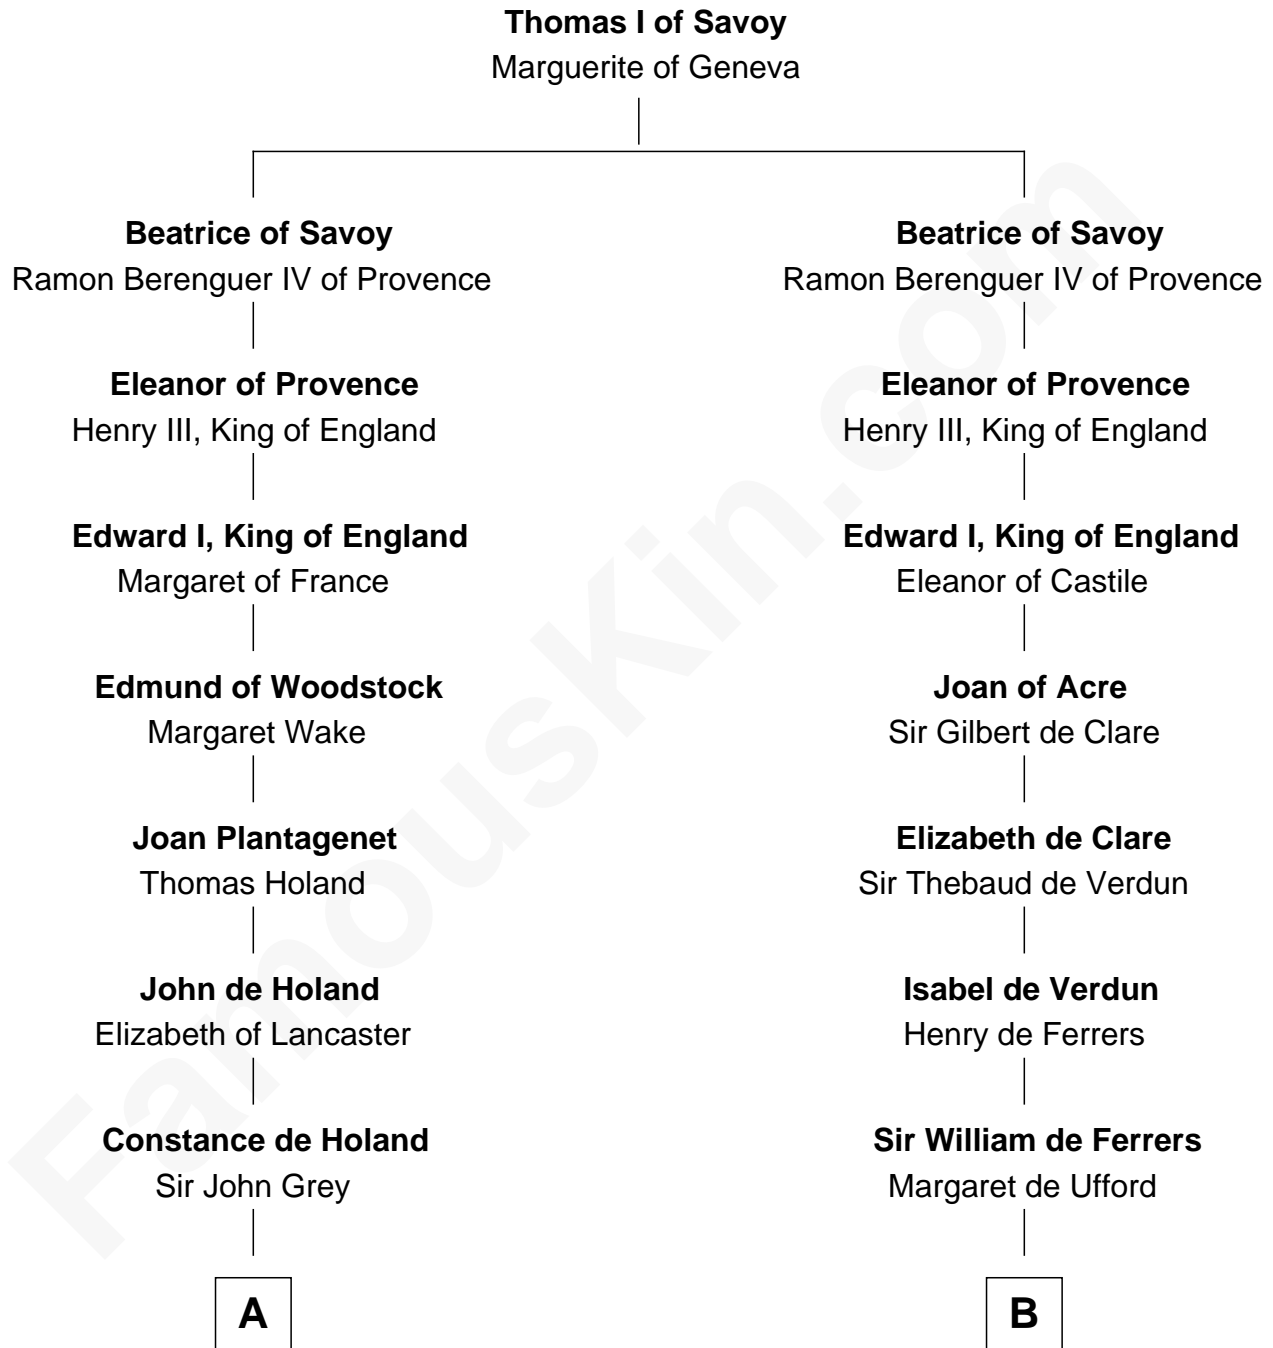 Thomas I of Savoy
Marguerite of Geneva
Beatrice of Savoy
Ramon Berenguer IV of Provence
Eleanor of Provence
Henry III, King of England
Edward I, King of England
Margaret of France
Edmund of Woodstock
Margaret Wake
Joan Plantagenet
Thomas Holand
John de Holand
Elizabeth of Lancaster
Constance de Holand
Sir John Grey
A
Beatrice of Savoy
Ramon Berenguer IV of Provence
Eleanor of Provence
Henry III, King of England
Edward I, King of England
Eleanor of Castile
Joan of Acre
Sir Gilbert de Clare
Elizabeth de Clare
Sir Thebaud de Verdun
Isabel de Verdun
Henry de Ferrers
Sir William de Ferrers
Margaret de Ufford
B
FamousKin.com